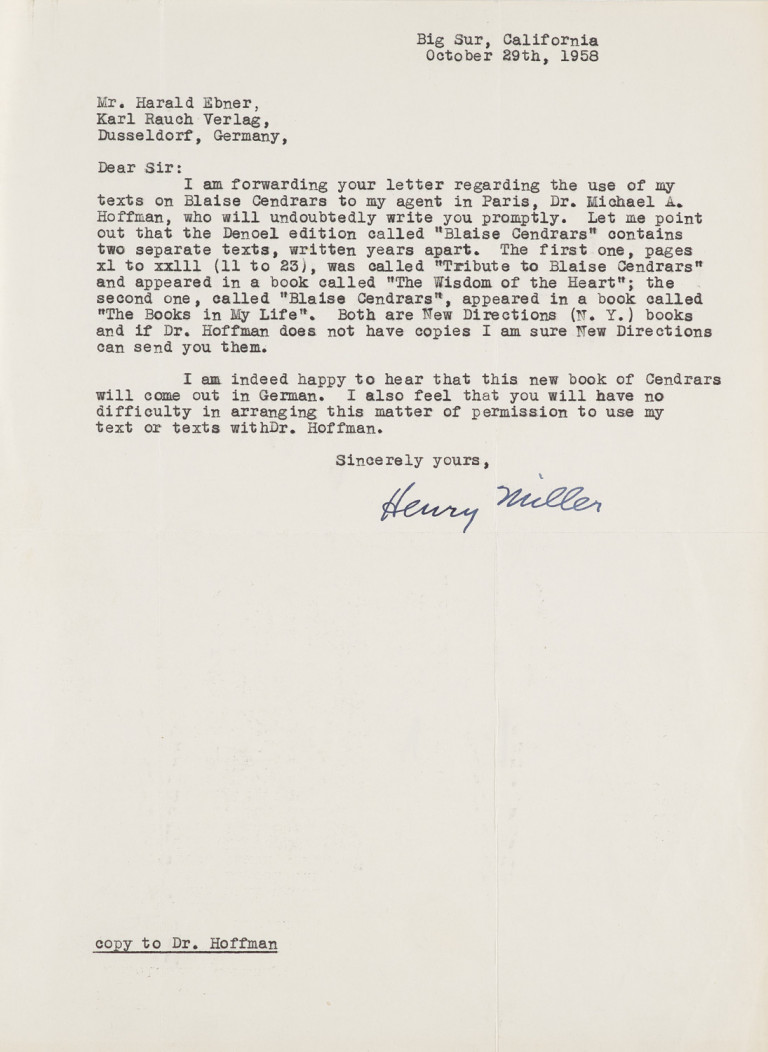 Big Sur, California
October 29th, 1958
Mr. Harald Ebner,
Karl Rauch Verlag,
Dusseldorf, Germany,
Dear Sir:
I am forwarding your letter regarding the use of my
texts on Blaise Cendrars to my agent in Paris, Dr. Michael A.
Hoffman, who will undoubtedly write you promptly. Let me point
out that the Denoel edition called "Blaise Cendrars" contains
two separate texts, written years apart. The first one, pages
xl to xxlll (ll to 23), was called "Tribute to Blaise Cendrars"
and appeared in a book called "The Wisdom of the Heart"; the
second one, called "Blaise Cendrars", appeared in a book called
"The Books in My Life". Both are New Directions (N. Y.) books
and if Dr. Hoffman does not have copies I am sure New Directions
can send you them.
I am indeed happy to hear that this new book of Cendrars
will come out in German. I also feel that you will have no
difficulty in arranging this matter of permission to use my
text or texts withDr. Hoffman.
Sincerely yours,
Henry Miller
copy to Dr. Hoffman